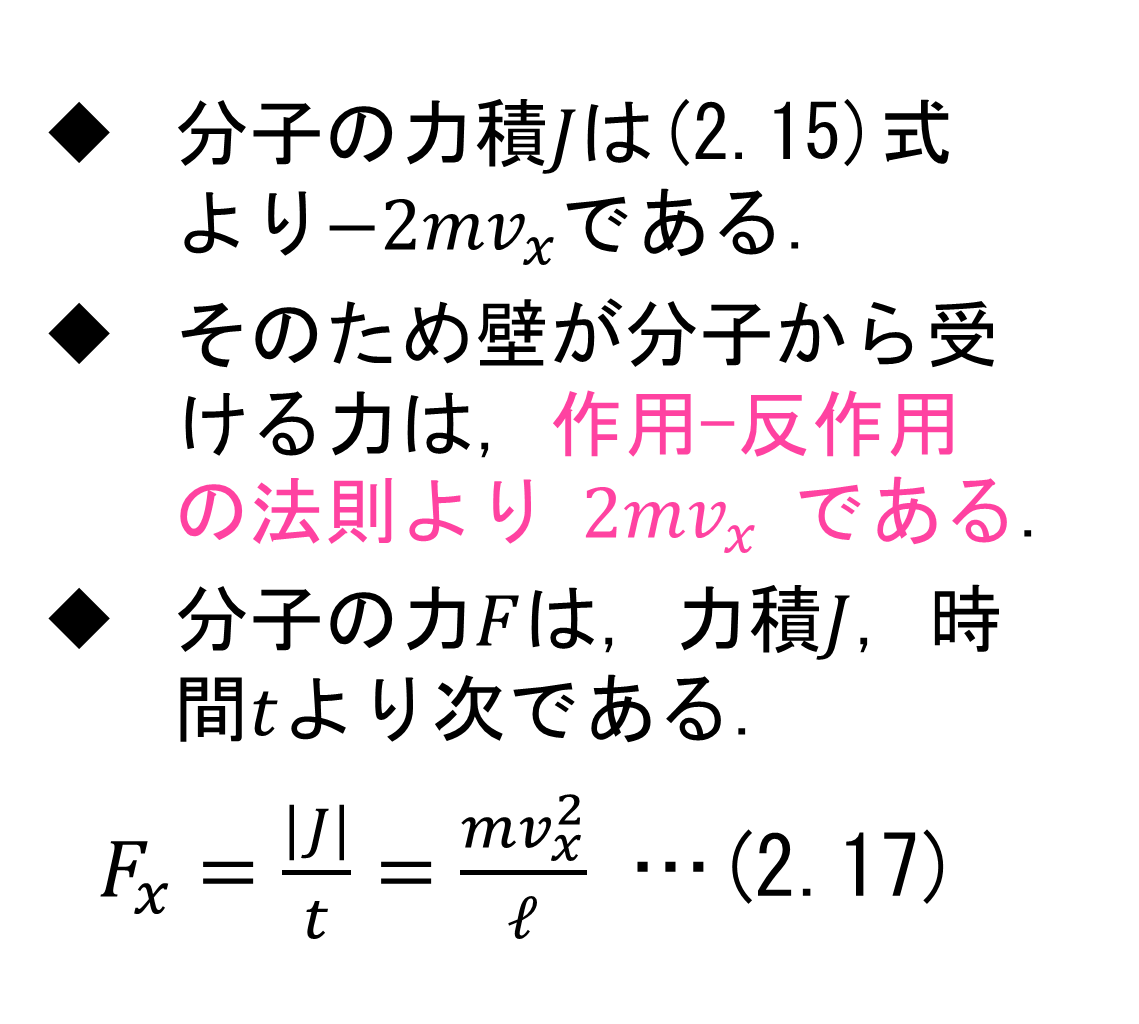 ◆ 分子の力積Jは(2.15)式
より−2mv_xである.
◆ そのため壁が分子から受
ける力は, 作用−反作用
の法則より 2mv_x である.
◆ 分子の力Fは, 力積J, 時
間tより次である.
F_x = |J|/t = mv_x^2/ℓ …(2.17)